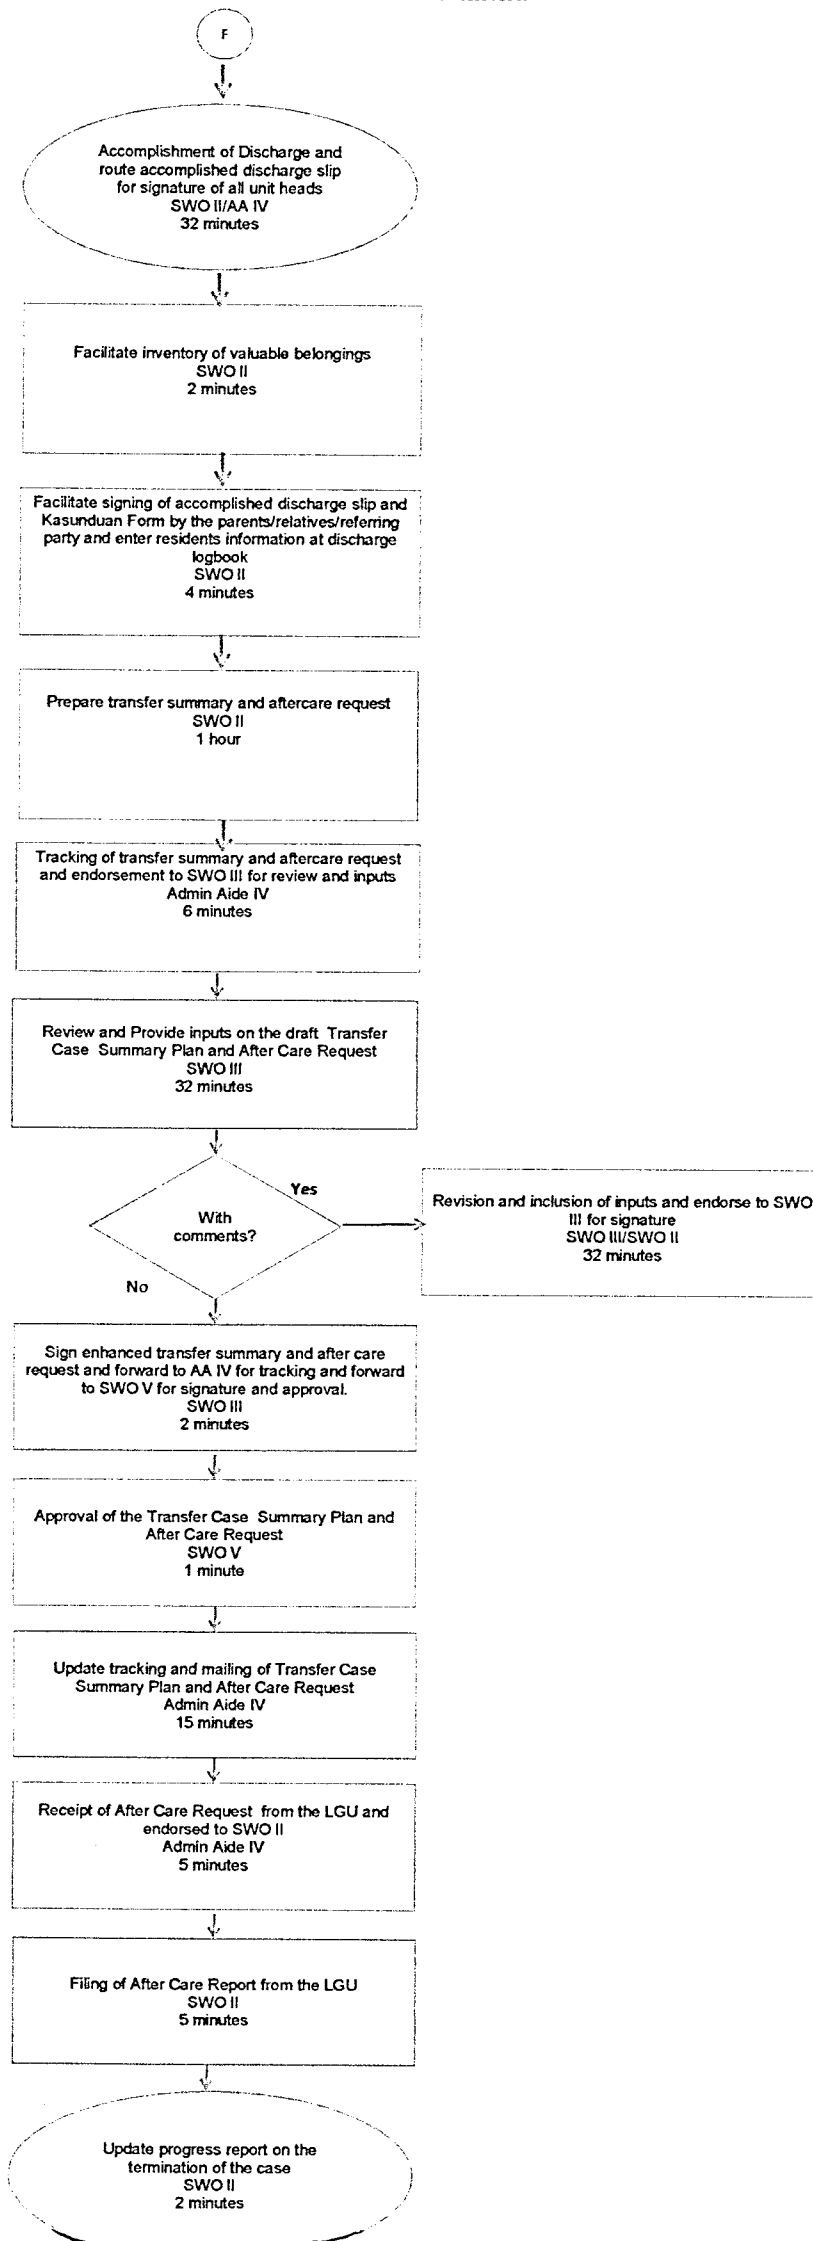 F
Accomplishment of Discharge and
route accomplished discharge slip
for signature of all unit heads
SWO II/AA IV
32 minutes
Facilitate inventory of valuable belongings
SWO II
2 minutes
Facilitate signing of accomplished discharge slip and
Kasunduan Form by the parents/relatives/referring
party and enter residents information at discharge
logbook
SWO II
4 minutes
Prepare transfer summary and aftercare request
SWO II
1 hour
Tracking of transfer summary and aftercare request
and endorsement to SWO III for review and inputs
Admin Aide IV
6 minutes
Review and Provide inputs on the draft Transfer
Case Summary Plan and After Care Request
SWO III
32 minutes
With
comments?
Yes
Revision and inclusion of inputs and endorse to SWO
III for signature
SWO III/SWO II
32 minutes
No
Sign enhanced transfer summary and after care
request and forward to AA IV for tracking and forward
to SWO V for signature and approval.
SWO III
2 minutes
Approval of the Transfer Case Summary Plan and
After Care Request
SWO V
1 minute
Update tracking and mailing of Transfer Case
Summary Plan and After Care Request
Admin Aide IV
15 minutes
Receipt of After Care Request from the LGU and
endorsed to SWO II
Admin Aide IV
5 minutes
Filing of After Care Report from the LGU
SWO II
5 minutes
Update progress report on the
termination of the case
SWO II
2 minutes